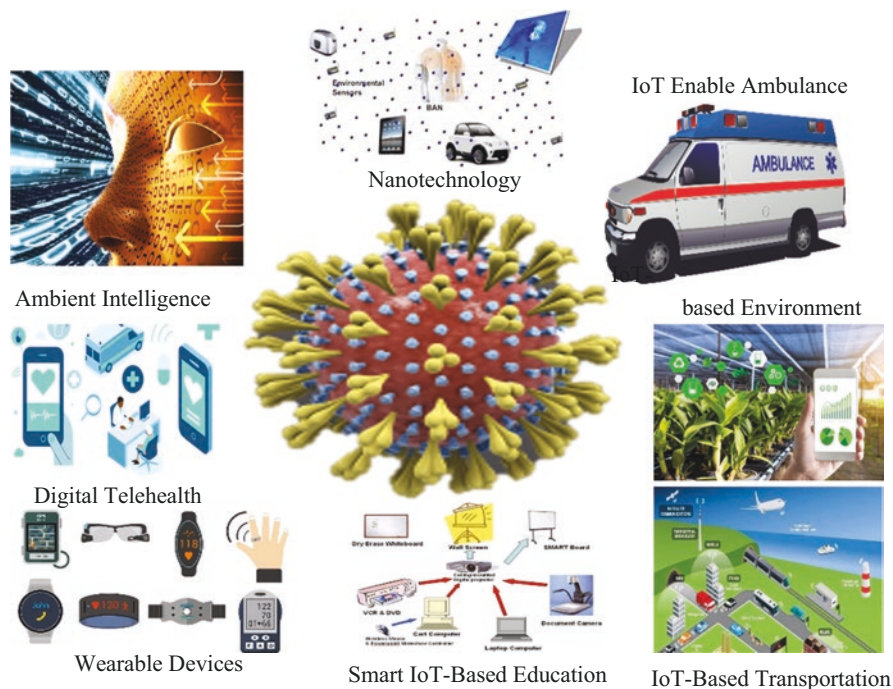 Environmental
Sensors
BAN
Nanotechnology
IoT Enable Ambulance
AMBULANCE
IoT
based Environment
Ambient Intelligence
Digital Telehealth
118
120
122
70
Wearable Devices
Dry Erase Whiteboard
Wall Screen
SMART Board
VCR & DVD
Document Camera
Cart Computer
Laptop Computer
Smart IoT-Based Education
IoT-Based Transportation